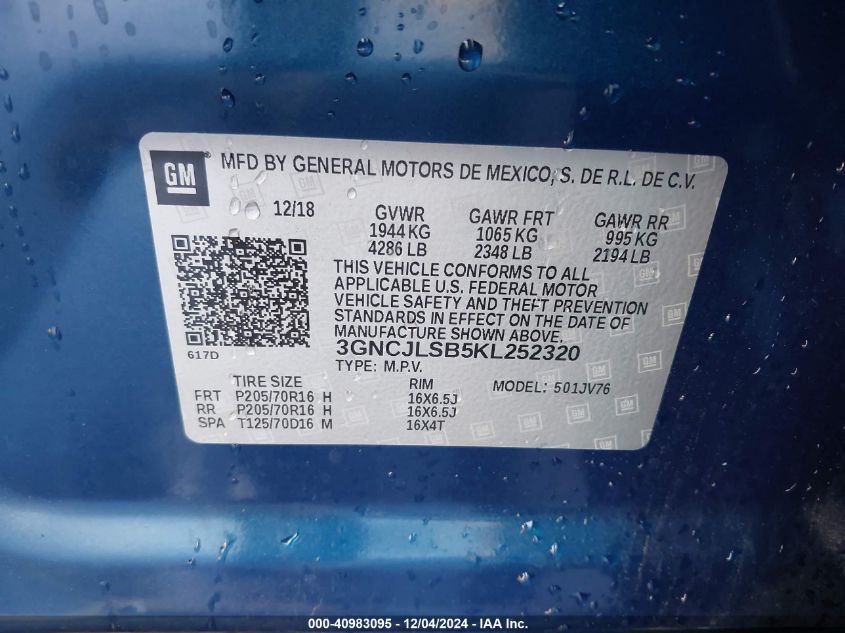 GM
MFD BY GENERAL MOTORS DE MEXICO, S. DE R.L. DE C.V.
12/18 GVWR GAWR FRT GAWR RR
1944 KG 1065 KG 995 KG
4286 LB 2348 LB 2194 LB
THIS VEHICLE CONFORMS TO ALL
APPLICABLE U.S. FEDERAL MOTOR
VEHICLE SAFETY AND THEFT PREVENTION
STANDARDS IN EFFECT ON THE DATE OF
MANUFACTURE SHOWN ABOVE.
617D
3GNCJLSB5KL252320
TYPE: M.P.V.
TIRE SIZE RIM MODEL: 501JV76
FRT P205/70R16 H 16X6.5J
RR P205/70R16 H 16X6.5J
SPA T125/70D16 M 16X4T
000-40983095 - 12/04/2024 - IAA Inc.